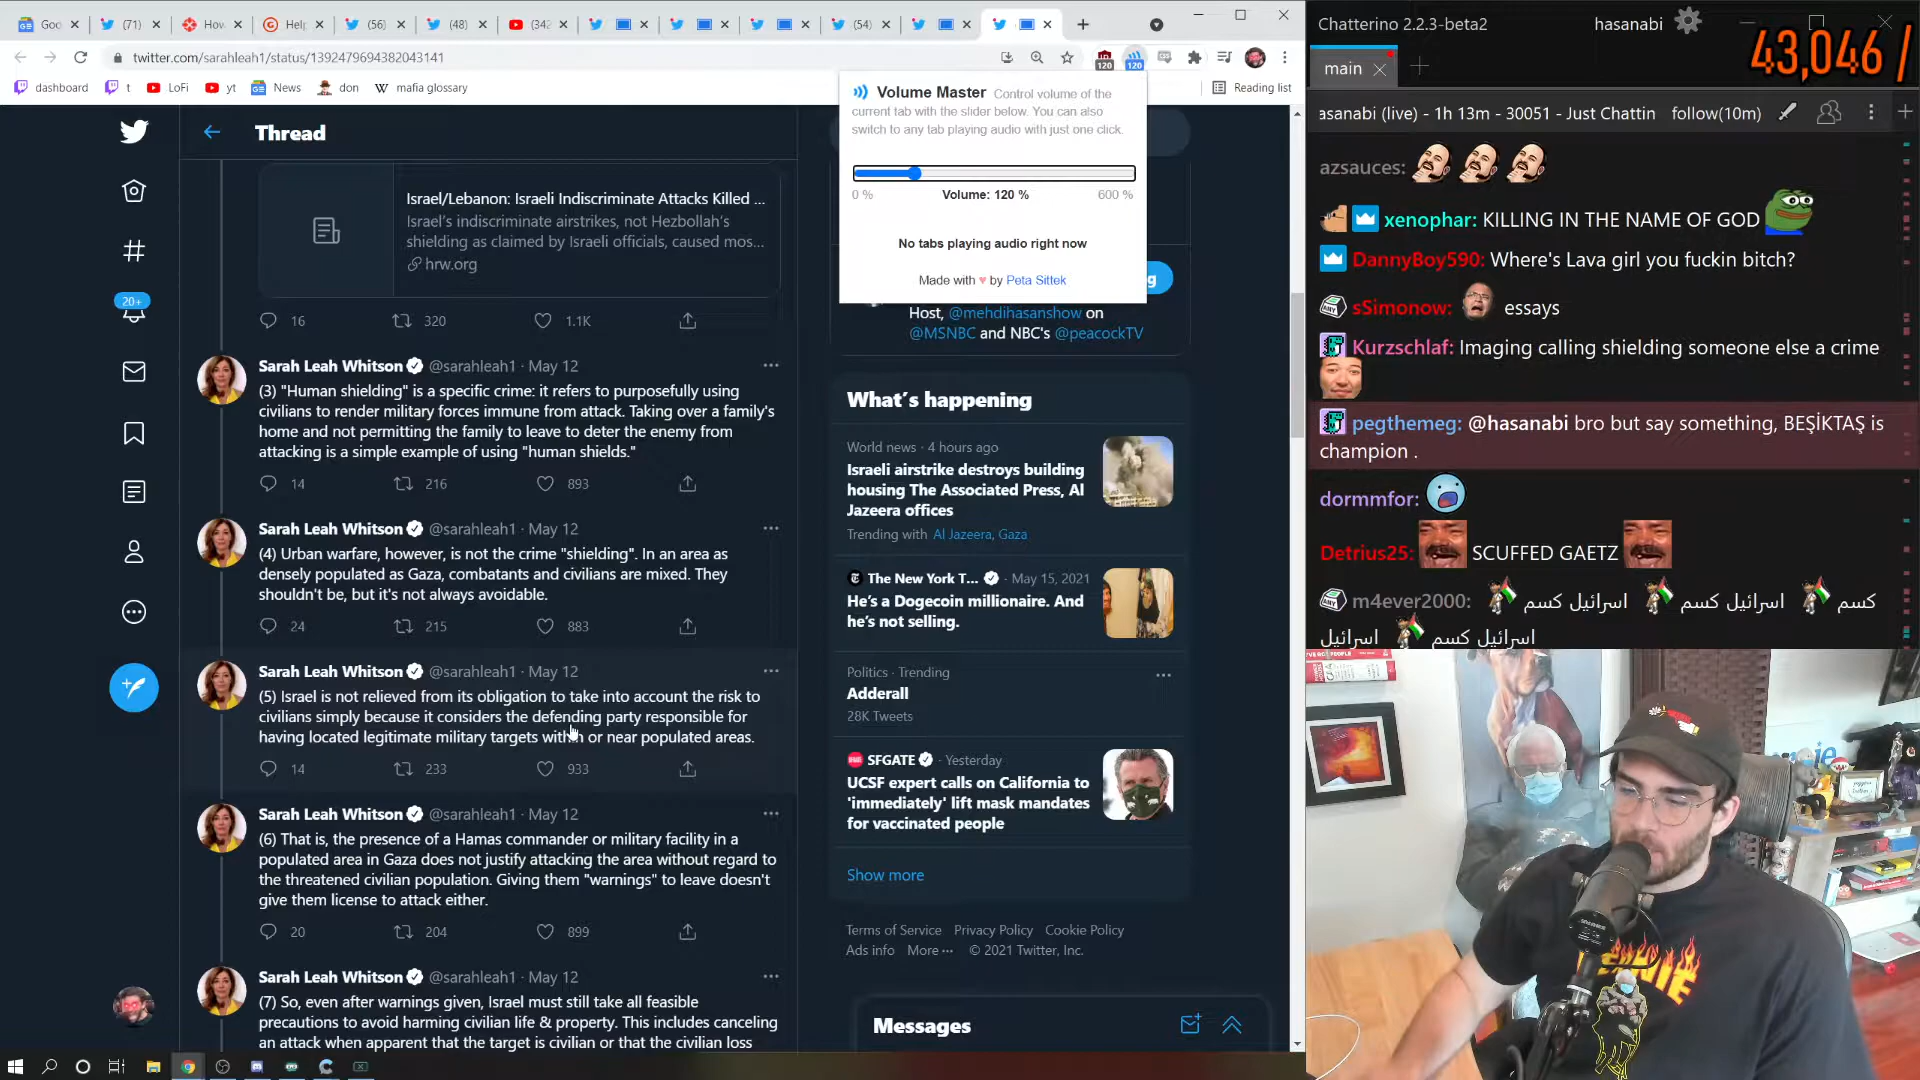 Goo
(71)
Hov
Help
(56)
(48)
(342
(54)
twitter.com/sarahleah1/status/1392479694382043141
120
120
dashboard
t
LoFi
yt
News
don
mafia glossary
Reading list
Volume Master Control volume of the
current tab with the slider below. You can also
switch to any tab playing audio with just one click.
0 %
Volume: 120 %
600 %
No tabs playing audio right now
Made with ♥ by Peta Sittek
Thread
Israel/Lebanon: Israeli Indiscriminate Attacks Killed ...
Israel's indiscriminate airstrikes, not Hezbollah's
shielding as claimed by Israeli officials, caused mos...
hrw.org
16
320
1.1K
20+
Sarah Leah Whitson @sarahleah1 · May 12
(3) "Human shielding" is a specific crime: it refers to purposefully using
civilians to render military forces immune from attack. Taking over a family's
home and not permitting the family to leave to deter the enemy from
attacking is a simple example of using "human shields."
14
216
893
Sarah Leah Whitson @sarahleah1 · May 12
(4) Urban warfare, however, is not the crime "shielding". In an area as
densely populated as Gaza, combatants and civilians are mixed. They
shouldn't be, but it's not always avoidable.
24
215
883
Sarah Leah Whitson @sarahleah1 · May 12
(5) Israel is not relieved from its obligation to take into account the risk to
civilians simply because it considers the defending party responsible for
having located legitimate military targets within or near populated areas.
14
233
933
Sarah Leah Whitson @sarahleah1 · May 12
(6) That is, the presence of a Hamas commander or military facility in a
populated area in Gaza does not justify attacking the area without regard to
the threatened civilian population. Giving them "warnings" to leave doesn't
give them license to attack either.
20
204
899
Sarah Leah Whitson @sarahleah1 · May 12
(7) So, even after warnings given, Israel must still take all feasible
precautions to avoid harming civilian life & property. This includes canceling
an attack when apparent that the target is civilian or that the civilian loss
Host, @mehdihasanshow on
@MSNBC and NBC's @peacockTV
What's happening
World news · 4 hours ago
Israeli airstrike destroys building
housing The Associated Press, Al
Jazeera offices
Trending with Al Jazeera, Gaza
The New York T... · May 15, 2021
He's a Dogecoin millionaire. And
he's not selling.
Politics · Trending
Adderall
28K Tweets
SFGATE · Yesterday
UCSF expert calls on California to
'immediately' lift mask mandates
for vaccinated people
Show more
Terms of Service Privacy Policy Cookie Policy
Ads info More ··· © 2021 Twitter, Inc.
Messages
Chatterino 2.2.3-beta2
hasanabi
43,046 /
main
asanabi (live) - 1h 13m - 30051 - Just Chattin
follow(10m)
azsauces:
xenophar: KILLING IN THE NAME OF GOD
DannyBoy590: Where's Lava girl you fuckin bitch?
sSimonow: essays
Kurzschlaf: Imaging calling shielding someone else a crime
pegthemeg: @hasanabi bro but say something, BEŞİKTAŞ is
champion .
dormmfor:
Detrius25: SCUFFED GAETZ
m4ever2000: اسرائيل كسم اسرائيل كسم كسم
اسرائيل اسرائيل كسم